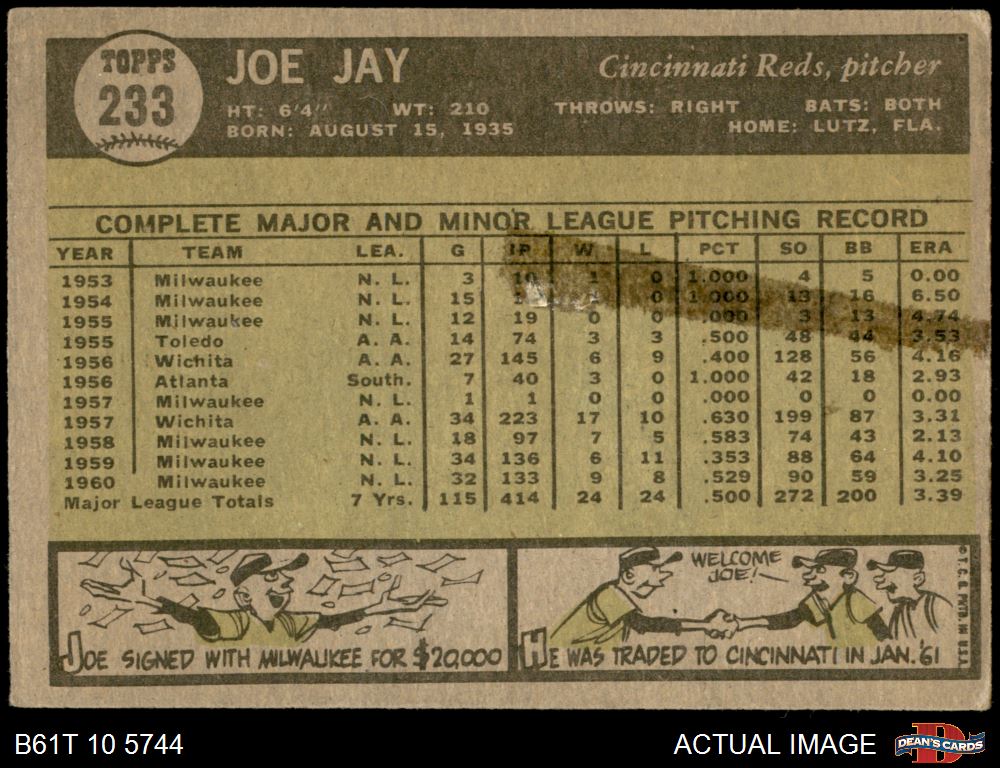 TOPPS
233
JOE JAY
Cincinnati Reds, pitcher
HT: 6'4" WT: 210 THROWS: RIGHT BATS: BOTH
BORN: AUGUST 15, 1935 HOME: LUTZ, FLA.
COMPLETE MAJOR AND MINOR LEAGUE PITCHING RECORD
YEAR TEAM LEA. G IP W L PCT SO BB ERA
1953 Milwaukee N. L. 3 10 1 0 1.000 4 5 0.00
1954 Milwaukee N. L. 15 1 0 1.000 13 16 6.50
1955 Milwaukee N. L. 12 19 0 0 .000 3 13 4.74
1955 Toledo A. A. 14 74 3 3 .500 48 44 3.53
1956 Wichita A. A. 27 145 6 9 .400 128 56 4.16
1956 Atlanta South. 7 40 3 0 1.000 42 18 2.93
1957 Milwaukee N. L. 1 1 0 0 .000 0 0 0.00
1957 Wichita A. A. 34 223 17 10 .630 199 87 3.31
1958 Milwaukee N. L. 18 97 7 5 .583 74 43 2.13
1959 Milwaukee N. L. 34 136 6 11 .353 88 64 4.10
1960 Milwaukee N. L. 32 133 9 8 .529 90 59 3.25
Major League Totals 7 Yrs. 115 414 24 24 .500 272 200 3.39
WELCOME
JOE!
JOE SIGNED WITH MILWAUKEE FOR $20,000
HE WAS TRADED TO CINCINNATI IN JAN. '61
© T. C. G. PRTD. IN U.S.A.
B61T 10 5744
ACTUAL IMAGE
D
DEAN'S CARDS